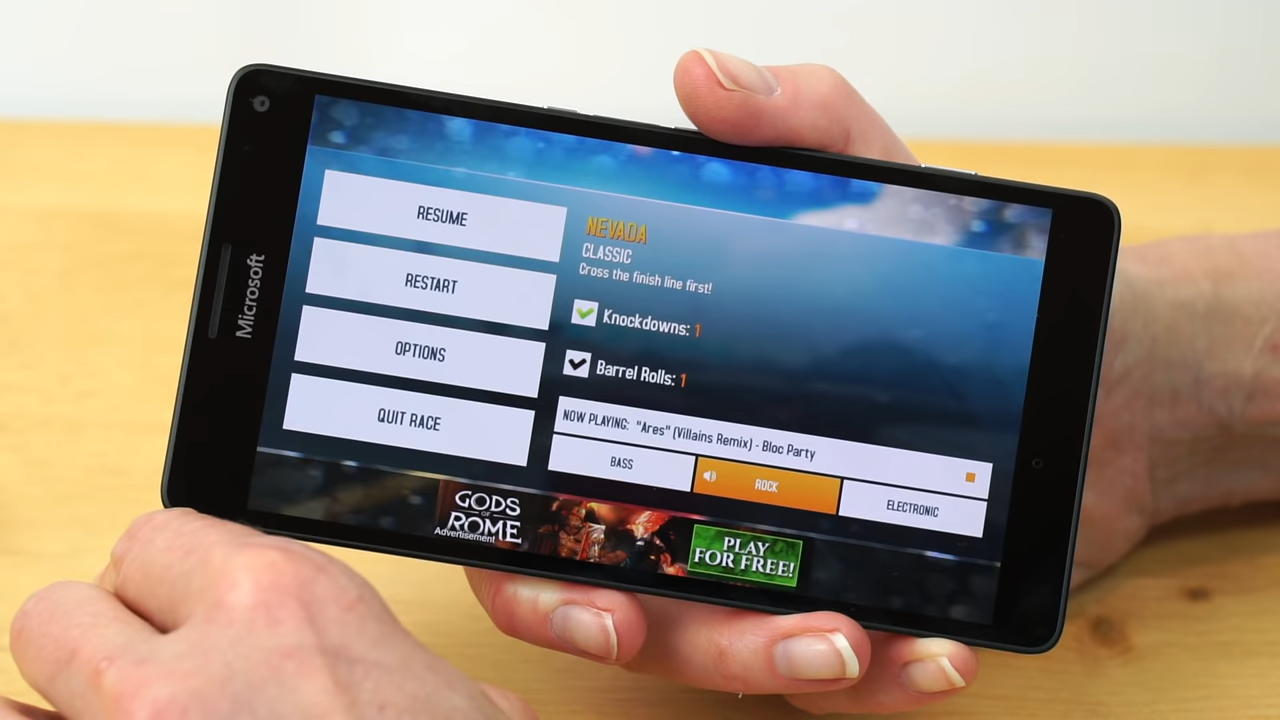 Microsoft
RESUME
RESTART
OPTIONS
QUIT RACE
NEVADA
CLASSIC
Cross the finish line first!
Knockdowns: 1
Barrel Rolls: 1
NOW PLAYING: "Ares" (Villains Remix) - Bloc Party
BASS
ROCK
ELECTRONIC
GODS
OF
ROME
Advertisement
PLAY
FOR FREE!